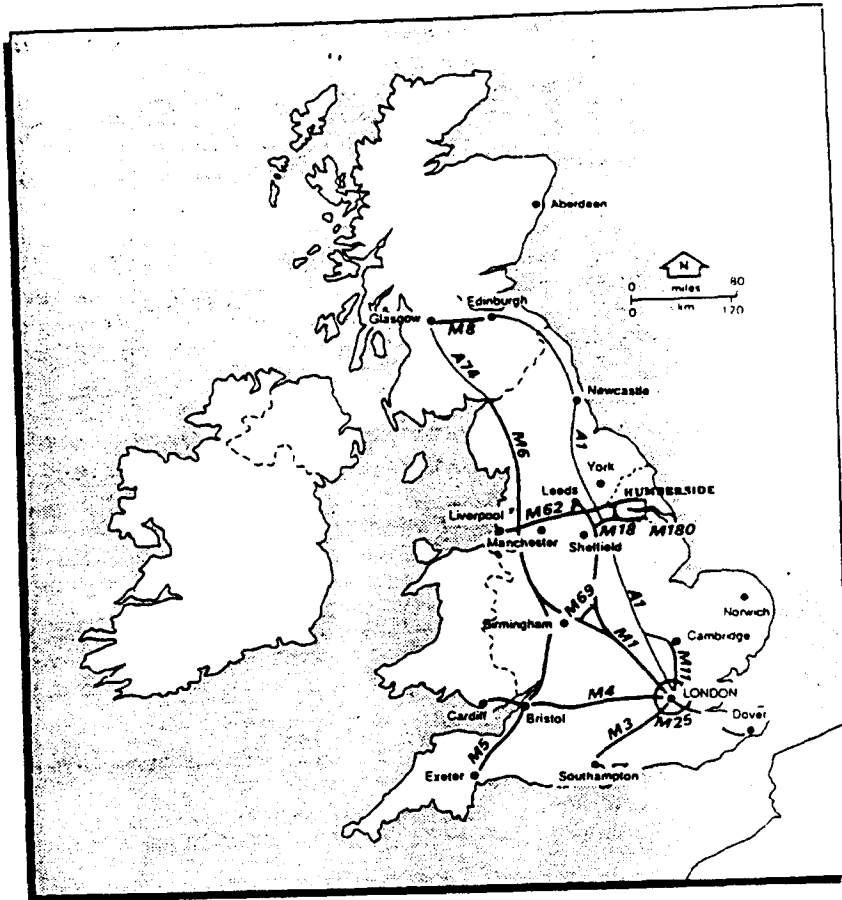 Aberdeen
N
miles
0 80
0 km 120
Edinburgh
Glasgow
M8
A74
Newcastle
M6
A1
York
Leeds
HUMBERSIDE
Liverpool
M62
M18
M180
Manchester
Sheffield
M69
A1
Norwich
Birmingham
M1
Cambridge
M11
M4
LONDON
Cardiff
Bristol
M25
Dover
M3
M5
Exeter
Southampton